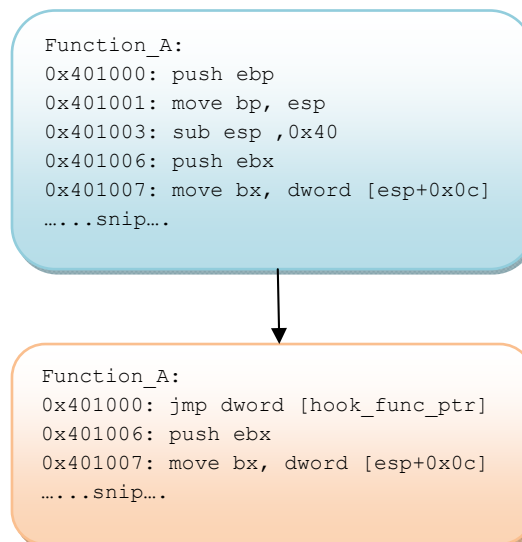 Function_A:
0x401000: push ebp
0x401001: move bp, esp
0x401003: sub esp ,0x40
0x401006: push ebx
0x401007: move bx, dword [esp+0x0c]
…...snip….
Function_A:
0x401000: jmp dword [hook_func_ptr]
0x401006: push ebx
0x401007: move bx, dword [esp+0x0c]
…...snip….